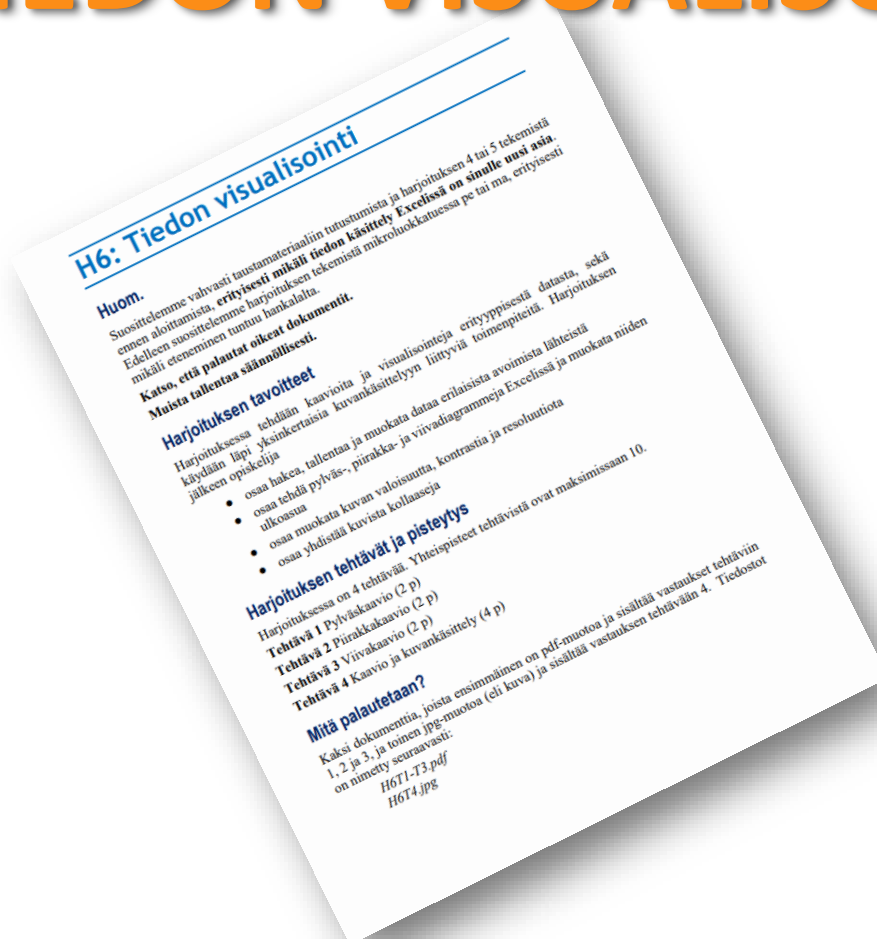 IEDON VISUALISO
H6: Tiedon visualisointi
Huom.
Suosittelemme vahvasti taustamateriaaliin tutustumista ja harjoituksen 4 tai 5 tekemistä
ennen aloittamista, erityisesti mikäli tiedon käsittely Excelissä on sinulle uusi asia.
Edelleen suosittelemme harjoituksen tekemistä mikroluokkatuessa pe tai ma, erityisesti
mikäli eteneminen tuntuu hankalalta.
Katso, että palautat oikeat dokumentit.
Muista tallentaa säännöllisesti.
Harjoituksen tavoitteet
Harjoituksessa tehdään kaavioita ja visualisointeja erityyppisestä datasta, sekä
käydään läpi yksinkertaisia kuvankäsittelyyn liittyviä toimenpiteitä. Harjoituksen
jälkeen opiskelija
• osaa hakea, tallentaa ja muokata dataa erilaisista avoimista lähteistä
• osaa tehdä pylväs-, piirakka- ja viivadiagrammeja Excelissä ja muokata niiden
ulkoasua
• osaa muokata kuvan valoisuutta, kontrastia ja resoluutiota
• osaa yhdistää kuvista kollaaseja
Harjoituksen tehtävät ja pisteytys
Harjoituksessa on 4 tehtävää. Yhteispisteet tehtävistä ovat maksimissaan 10.
Tehtävä 1 Pylväskaavio (2 p)
Tehtävä 2 Piirakkakaavio (2 p)
Tehtävä 3 Viivakaavio (2 p)
Tehtävä 4 Kaavio ja kuvankäsittely (4 p)
Mitä palautetaan?
Kaksi dokumenttia, joista ensimmäinen on pdf-muotoa ja sisältää vastaukset tehtäviin
1, 2 ja 3, ja toinen jpg-muotoa (eli kuva) ja sisältää vastauksen tehtävään 4. Tiedostot
on nimetty seuraavasti:
H6T1-T3.pdf
H6T4.jpg